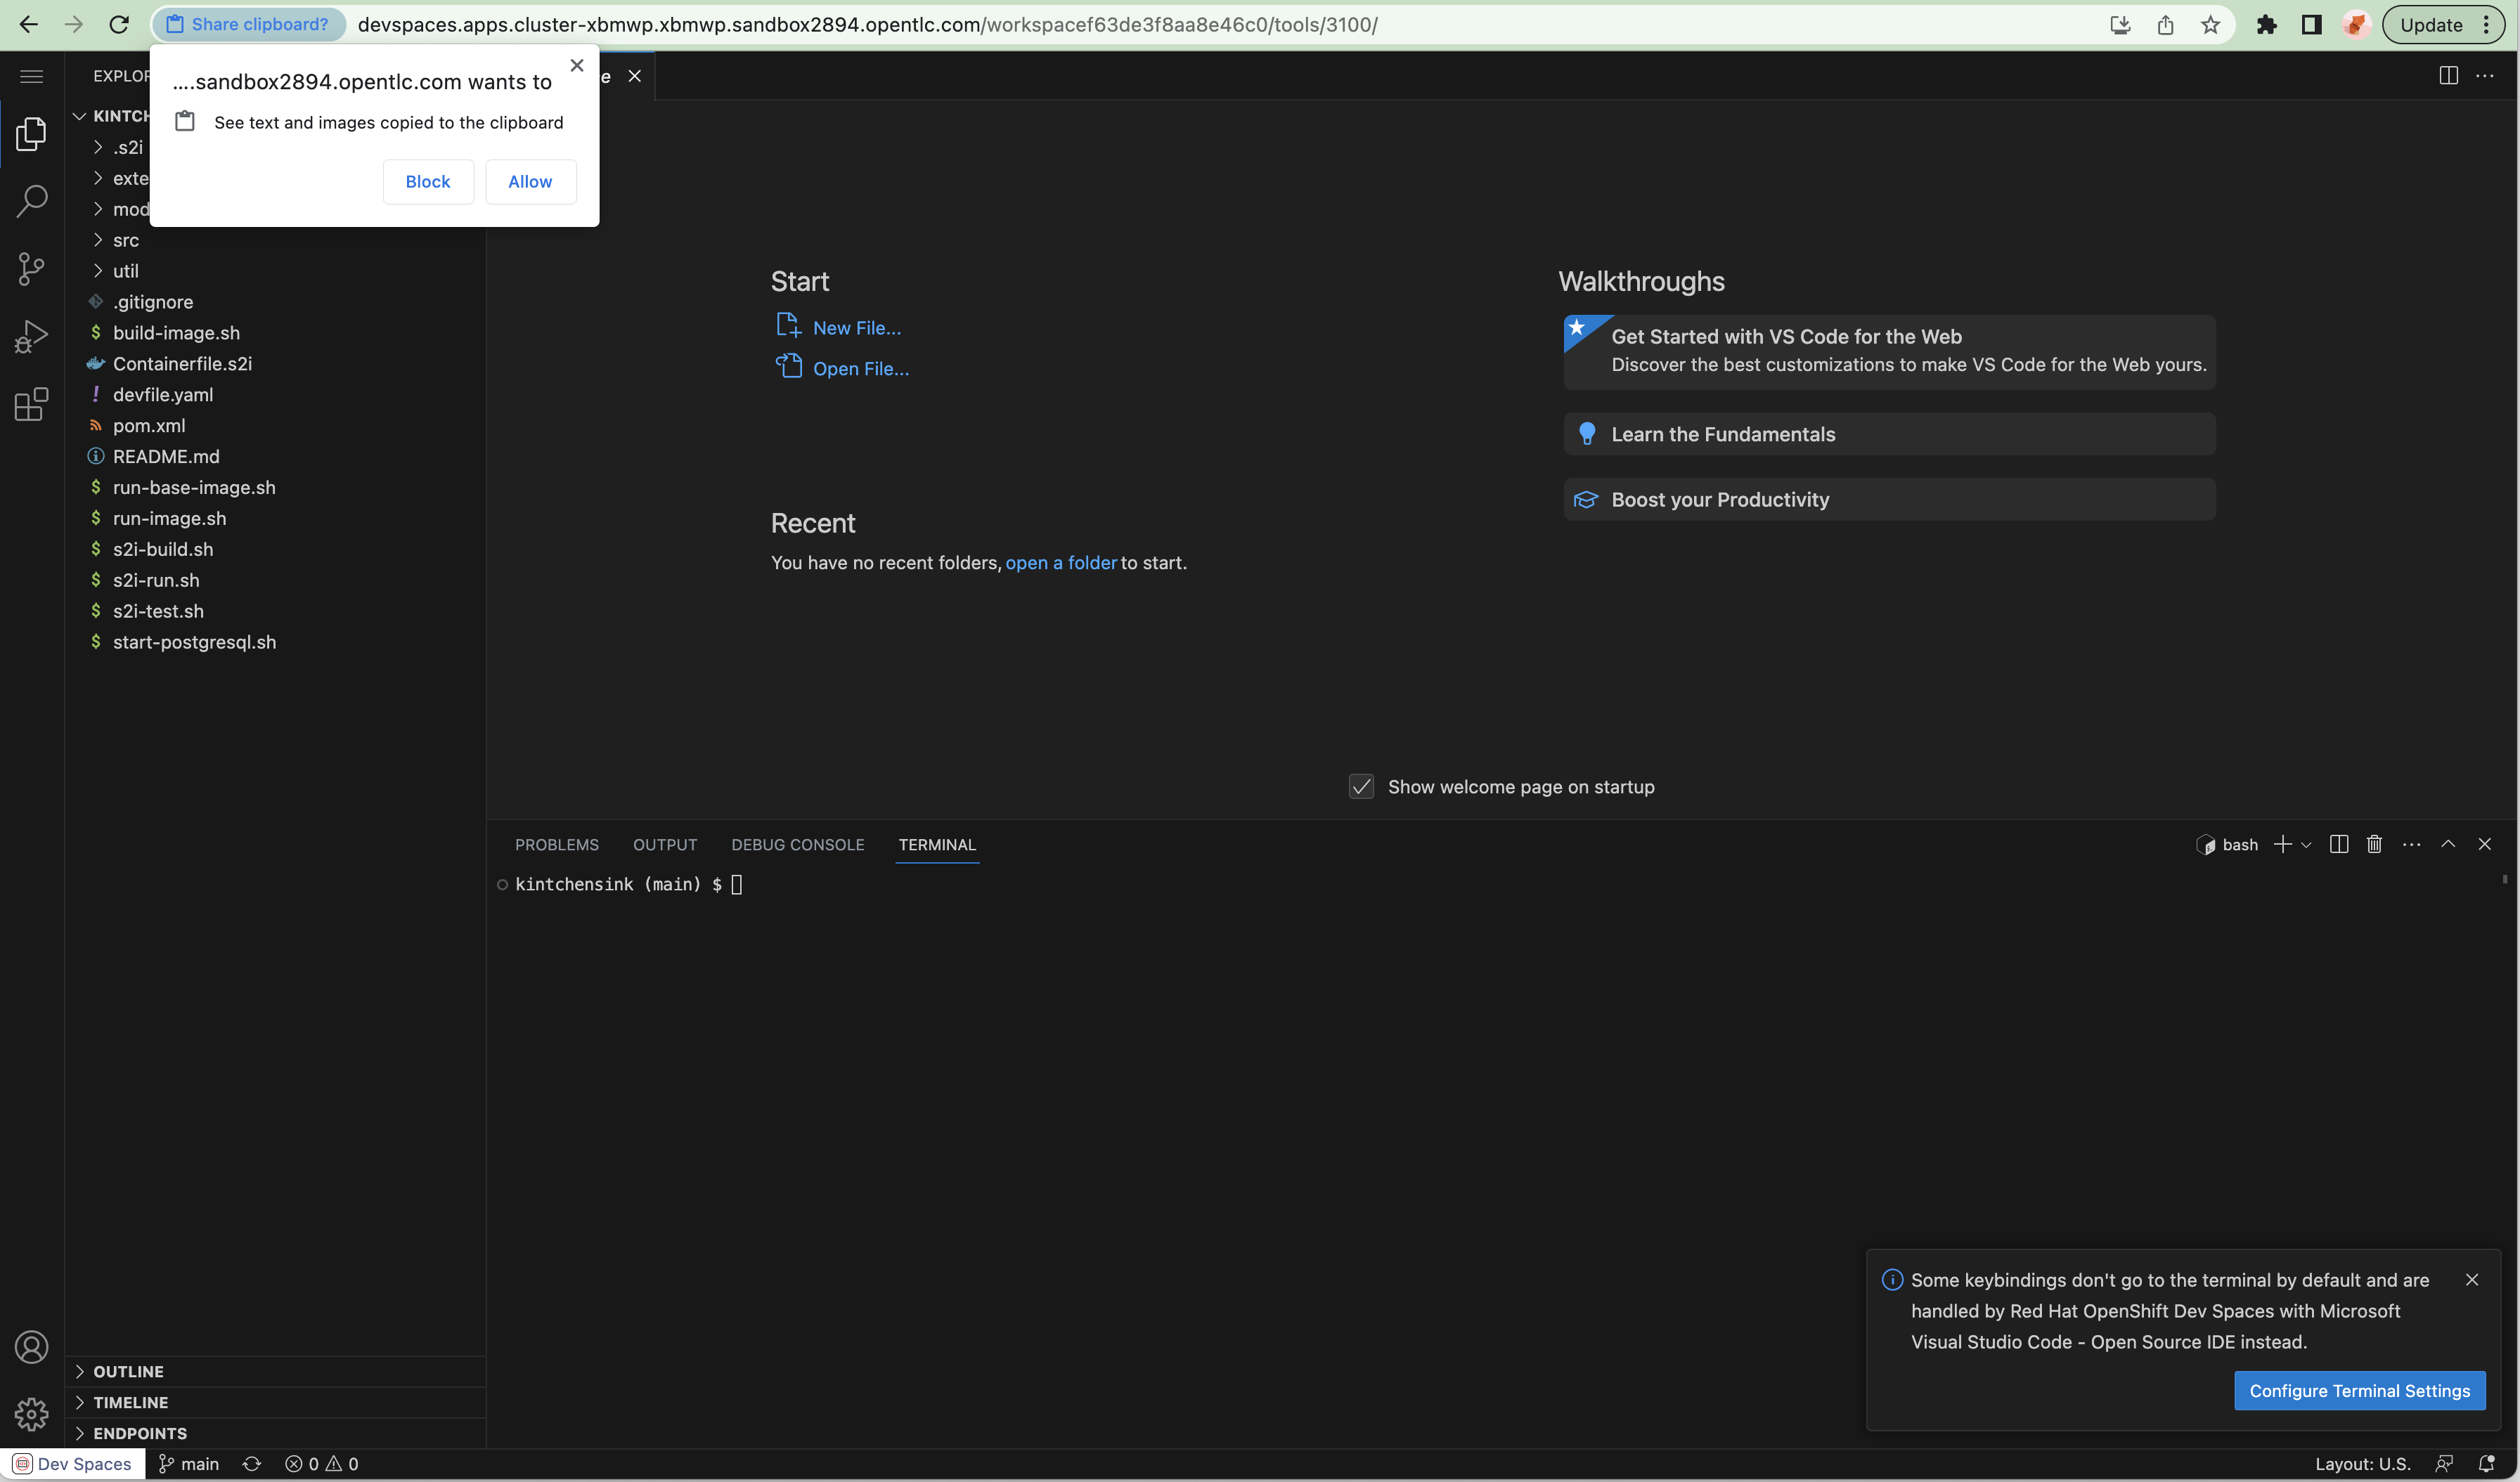 Share clipboard?
devspaces.apps.cluster-xbmwp.xbmwp.sandbox2894.opentlc.com/workspacef63de3f8aa8e46c0/tools/3100/
Update
....sandbox2894.opentlc.com wants to
See text and images copied to the clipboard
Block
Allow
EXPLOR
e
KINTCH
.s2i
exte
mod
src
util
.gitignore
build-image.sh
Containerfile.s2i
devfile.yaml
pom.xml
README.md
run-base-image.sh
run-image.sh
s2i-build.sh
s2i-run.sh
s2i-test.sh
start-postgresql.sh
OUTLINE
TIMELINE
ENDPOINTS
Start
New File...
Open File...
Recent
You have no recent folders, open a folder to start.
Walkthroughs
Get Started with VS Code for the Web
Discover the best customizations to make VS Code for the Web yours.
Learn the Fundamentals
Boost your Productivity
Show welcome page on startup
PROBLEMS
OUTPUT
DEBUG CONSOLE
TERMINAL
bash
kintchensink (main) $
Some keybindings don't go to the terminal by default and are
handled by Red Hat OpenShift Dev Spaces with Microsoft
Visual Studio Code - Open Source IDE instead.
Configure Terminal Settings
Dev Spaces
main
0
0
Layout: U.S.